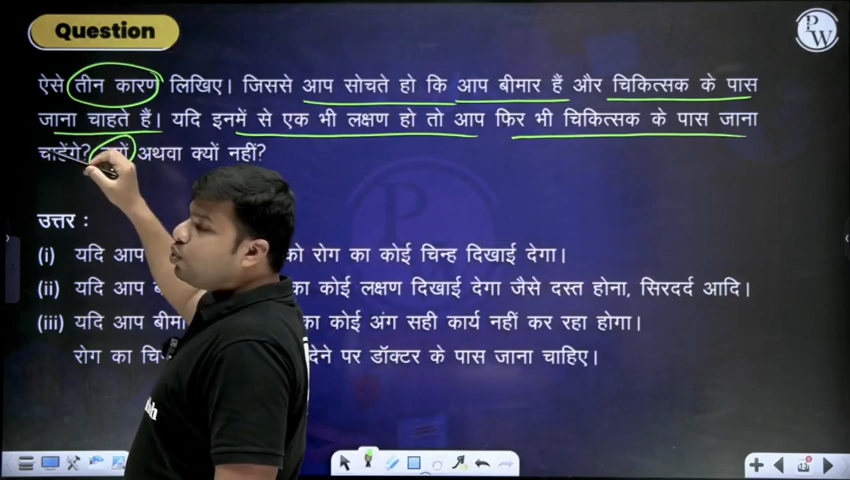 Question
PW
ऐसे तीन कारण लिखिए। जिससे आप सोचते हो कि आप बीमार हैं और चिकित्सक के पास
जाना चाहते हैं। यदि इनमें से एक भी लक्षण हो तो आप फिर भी चिकित्सक के पास जाना
चाहेंगे? अथवा क्यों नहीं?
उत्तर :
(i) यदि आप को रोग का कोई चिन्ह दिखाई देगा।
(ii) यदि आप का कोई लक्षण दिखाई देगा जैसे दस्त होना, सिरदर्द आदि।
(iii) यदि आप बीमा का कोई अंग सही कार्य नहीं कर रहा होगा।
रोग का देने पर डॉक्टर के पास जाना चाहिए।